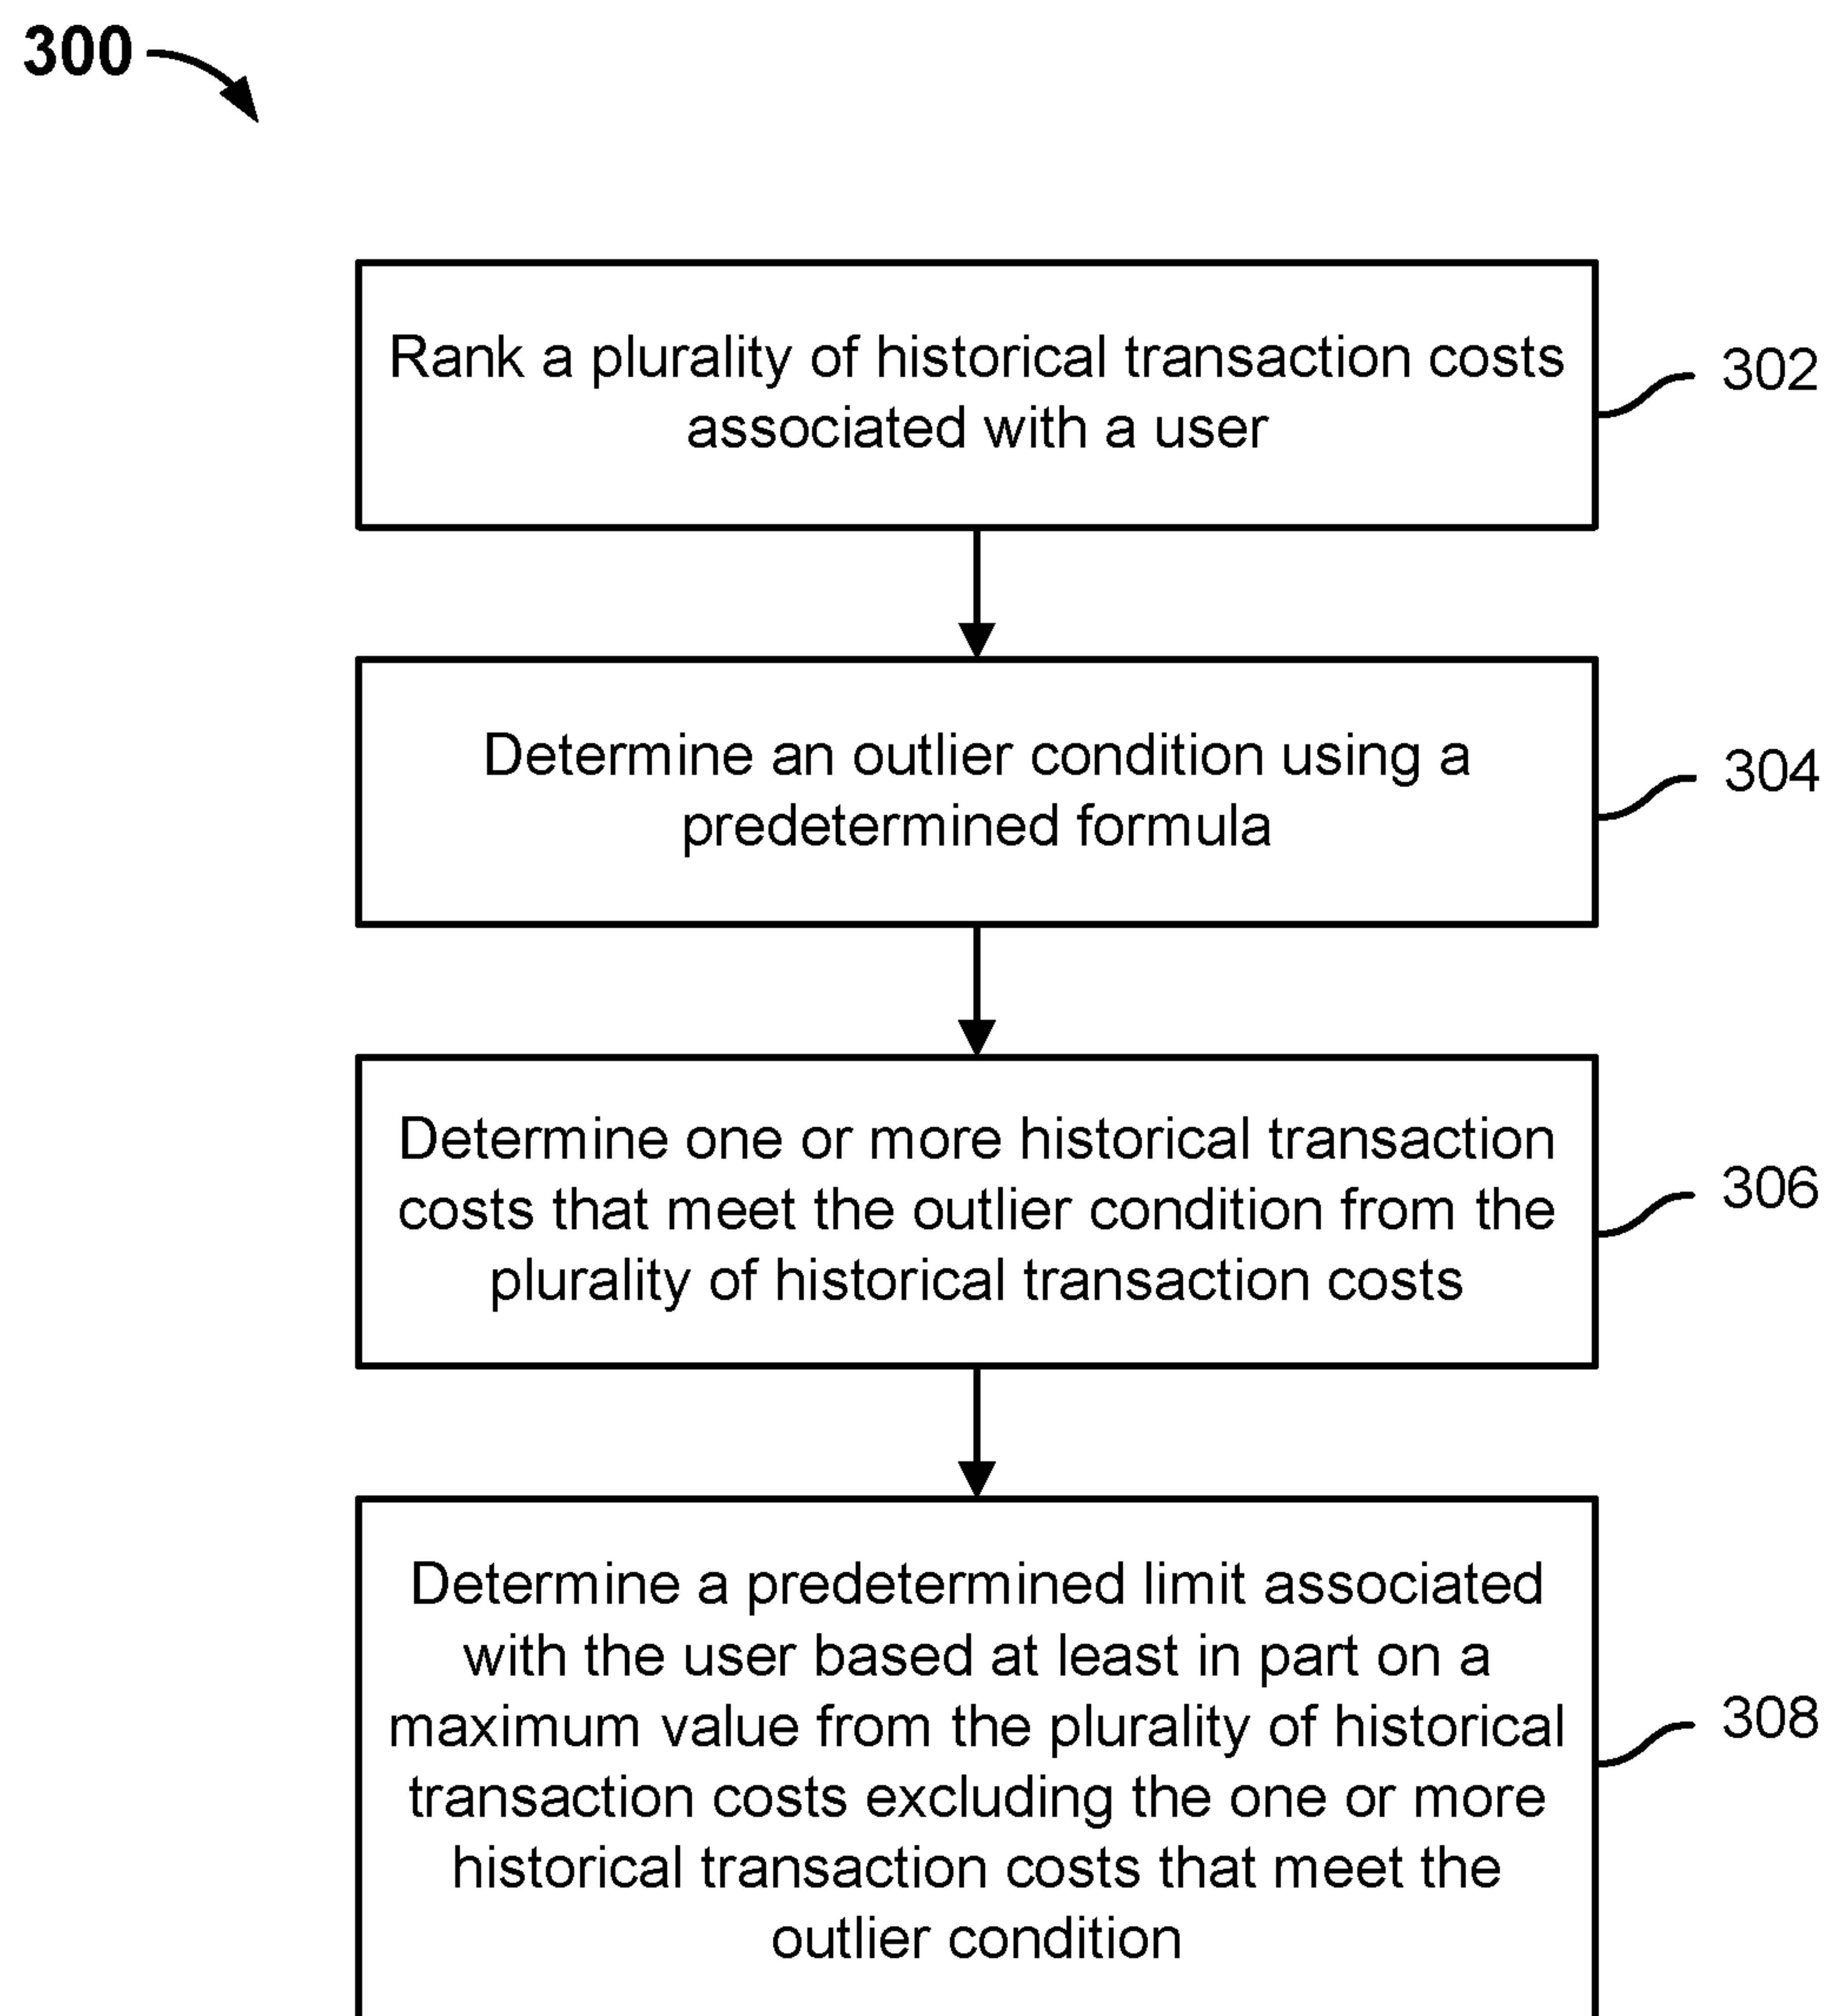 300
Rank a plurality of historical transaction costs
associated with a user
302
Determine an outlier condition using a
predetermined formula
304
Determine one or more historical transaction
costs that meet the outlier condition from the
plurality of historical transaction costs
306
Determine a predetermined limit associated
with the user based at least in part on a
maximum value from the plurality of historical
transaction costs excluding the one or more
historical transaction costs that meet the
outlier condition
308